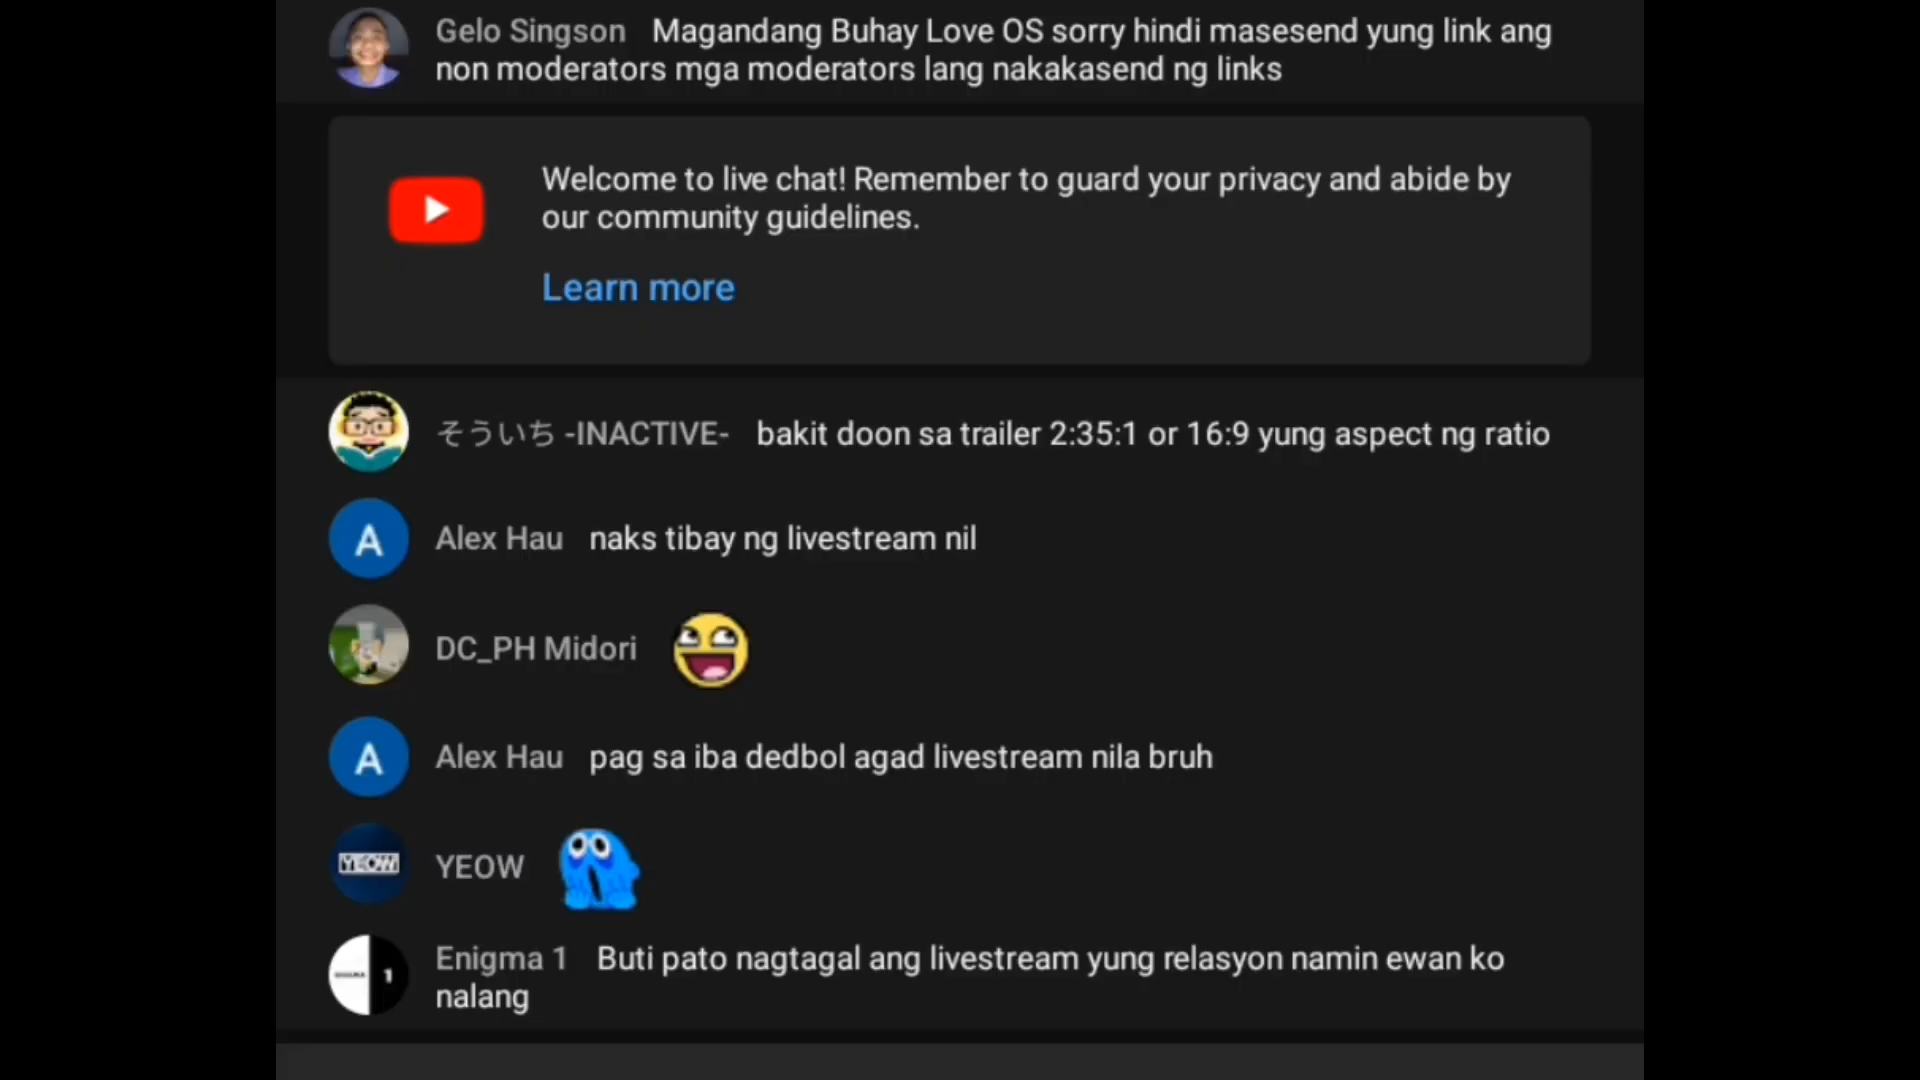 Gelo Singson Magandang Buhay Love OS sorry hindi masesend yung link ang
non moderators mga moderators lang nakakasend ng links
Welcome to live chat! Remember to guard your privacy and abide by
our community guidelines.
Learn more
そういち -INACTIVE- bakit doon sa trailer 2:35:1 or 16:9 yung aspect ng ratio
A Alex Hau naks tibay ng livestream nil
DC_PH Midori
A Alex Hau pag sa iba dedbol agad livestream nila bruh
YEOW YEOW
1 Enigma 1 Buti pato nagtagal ang livestream yung relasyon namin ewan ko
nalang